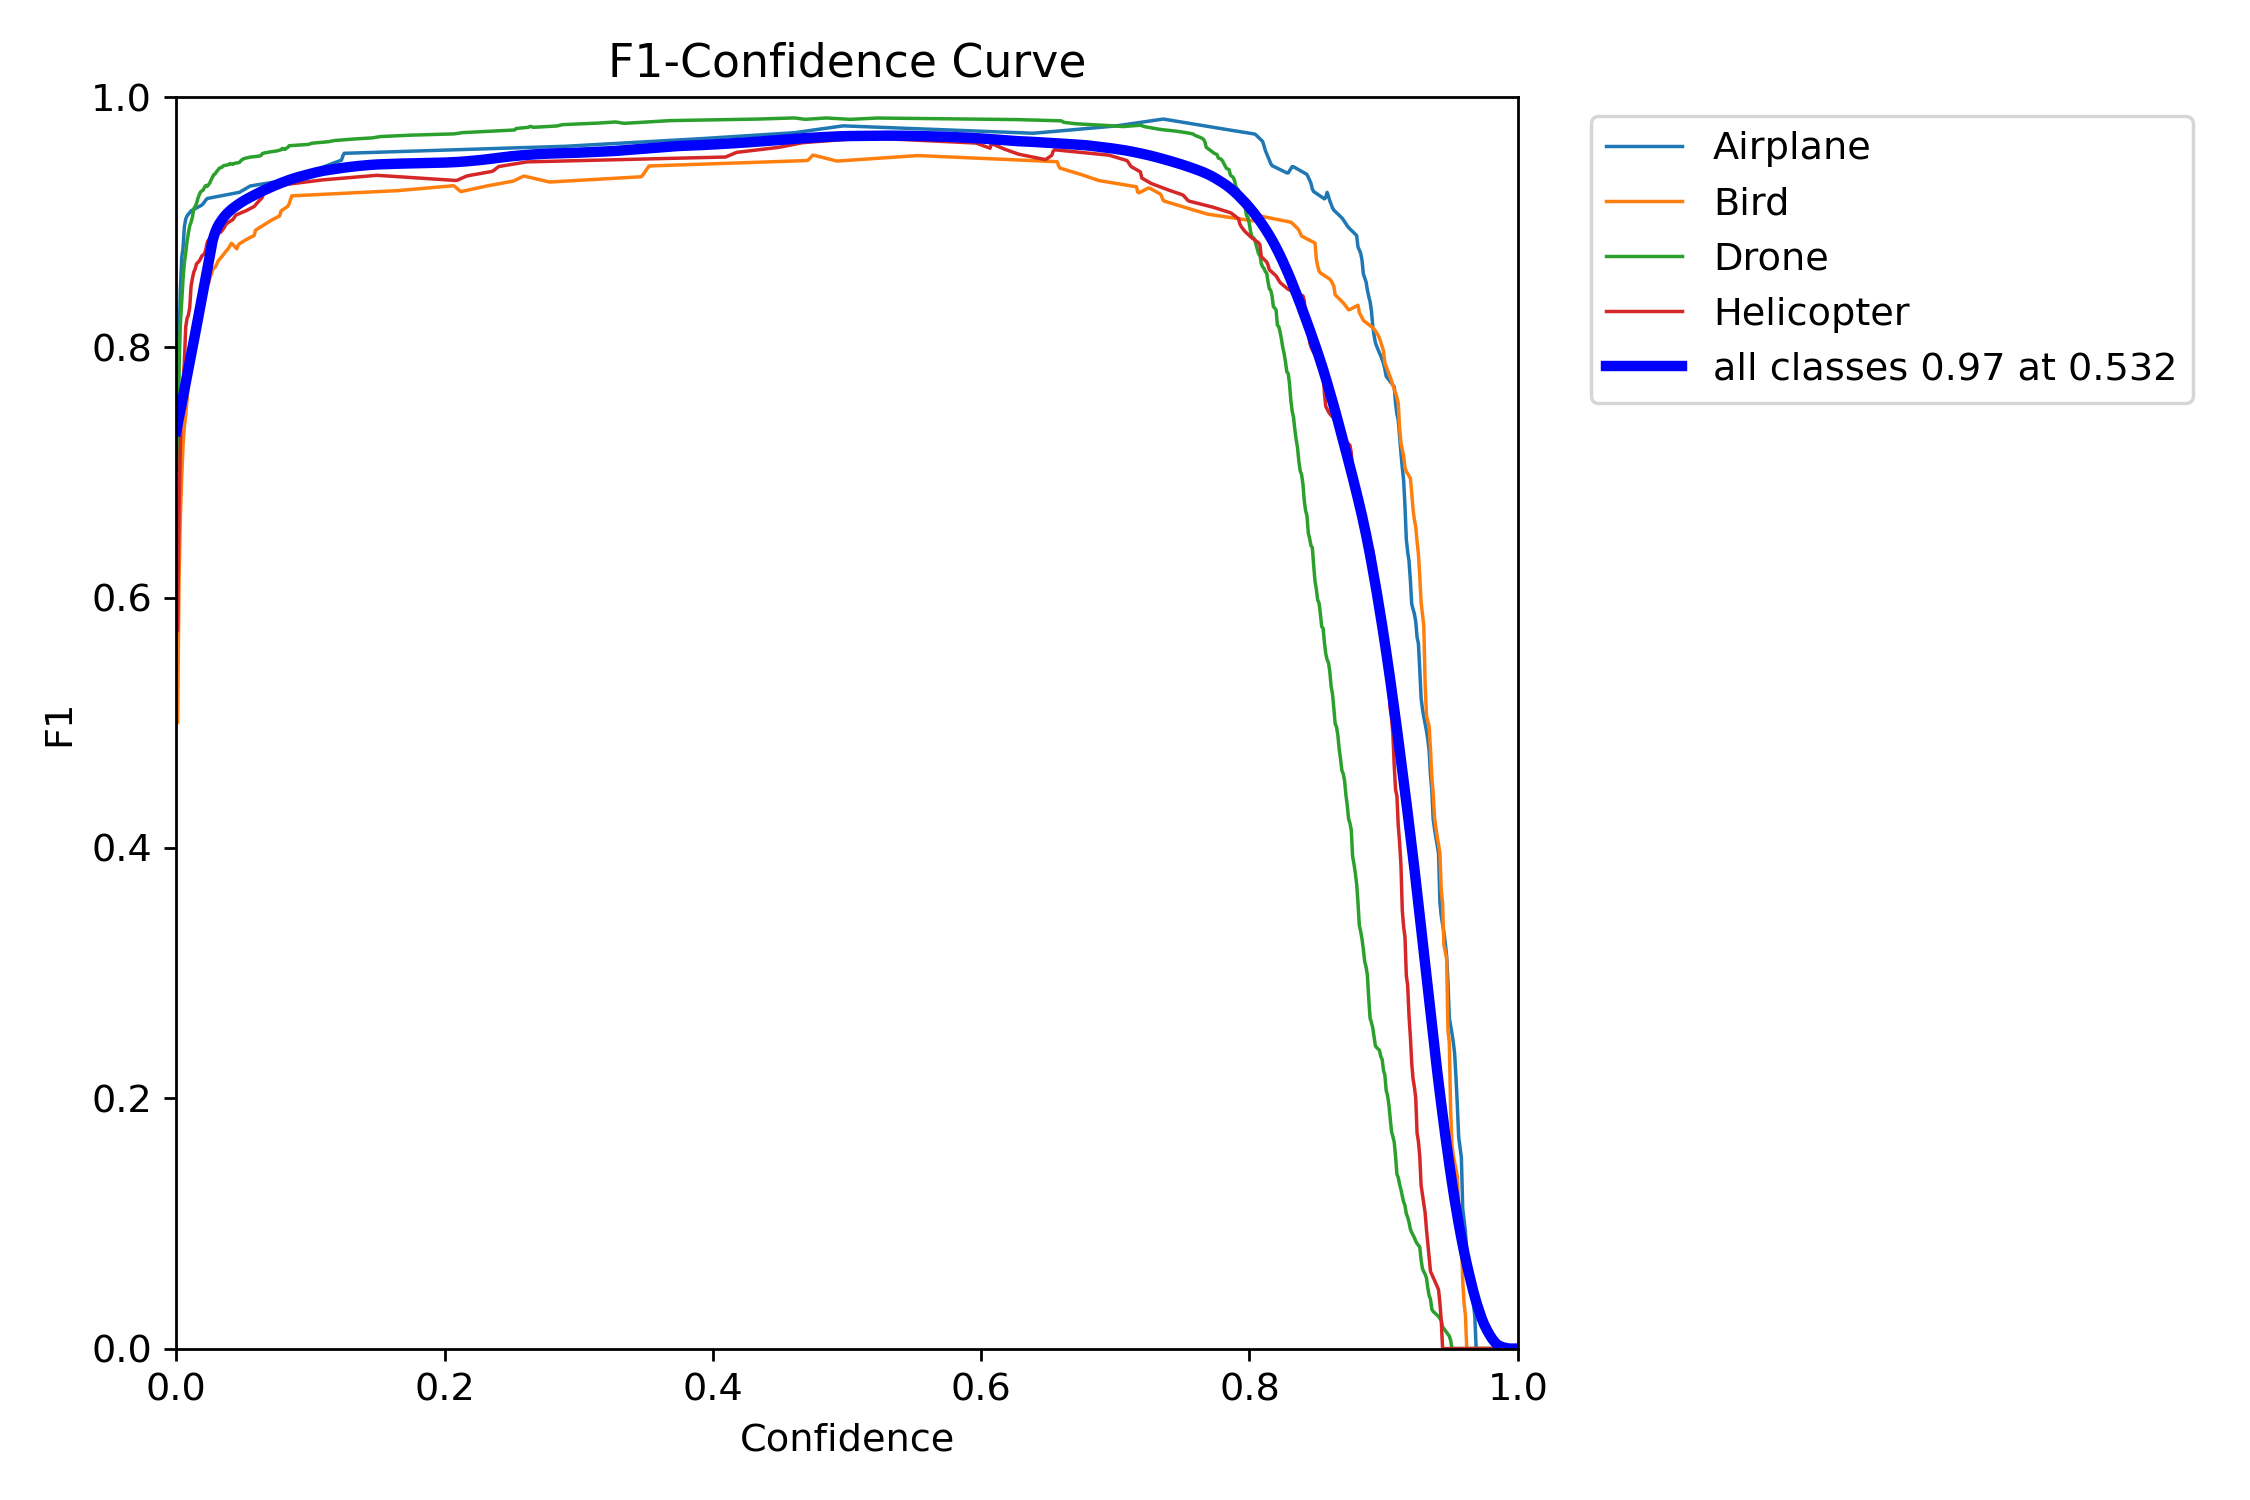 F1-Confidence Curve
1.0
0.8
0.6
0.4
0.2
0.0
F1
0.0 0.2 0.4 0.6 0.8 1.0
Confidence
Airplane
Bird
Drone
Helicopter
all classes 0.97 at 0.532